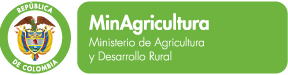 REPÚBLICA
DE COLOMBIA
MinAgricultura
Ministerio de Agricultura
y Desarrollo Rural